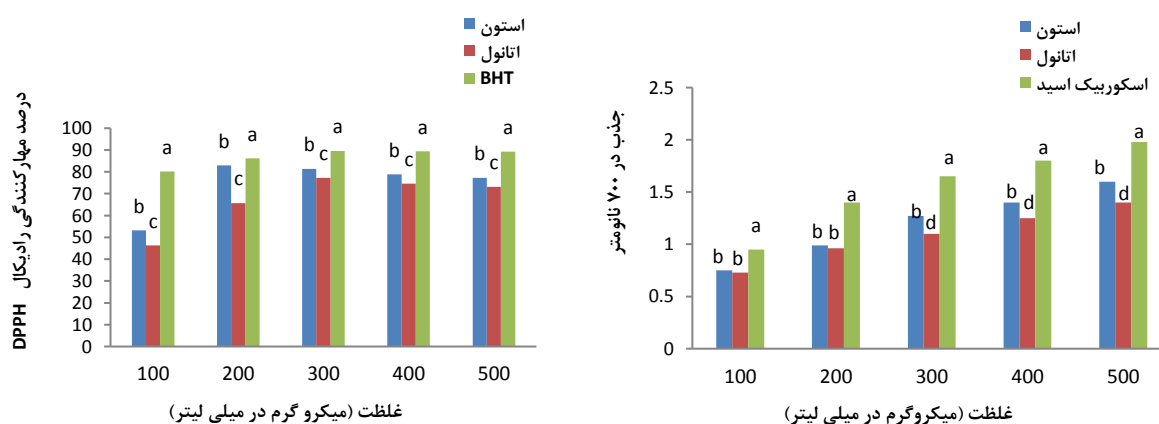 استون
اتانول
BHT
درصد مهارکنندگی رادیکال DPPH
100
90
80
70
60
50
40
30
20
10
0
b c a
b c a
b c a
b c a
b c a
100 200 300 400 500
غلظت (میکرو گرم در میلی لیتر)
استون
اتانول
اسکوربیک اسید
جذب در ۷۰۰ نانومتر
2.5
2
1.5
1
0.5
0
b b a
b b a
b d a
b d a
b d a
100 200 300 400 500
غلظت (میکروگرم در میلی لیتر)